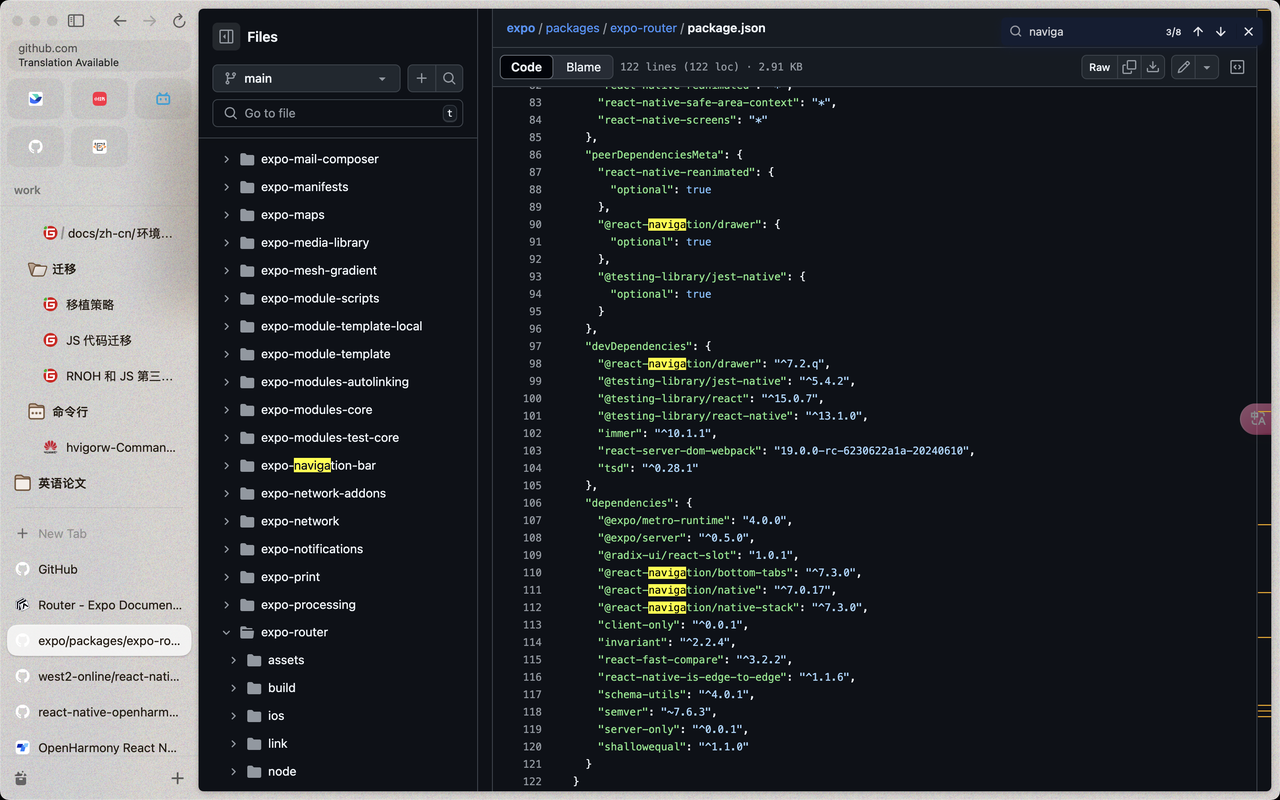 github.com
Translation Available
work
/ docs/zh-cn/环境...
迁移
移植策略
JS 代码迁移
RNOH 和 JS 第三...
命令行
hvigorw-Comman...
英语论文
New Tab
GitHub
Router - Expo Documen...
expo/packages/expo-ro...
west2-online/react-nati...
react-native-openharm...
OpenHarmony React N...
Files
main
Go to file
t
expo-mail-composer
expo-manifests
expo-maps
expo-media-library
expo-mesh-gradient
expo-module-scripts
expo-module-template-local
expo-module-template
expo-modules-autolinking
expo-modules-core
expo-modules-test-core
expo-navigation-bar
expo-network-addons
expo-network
expo-notifications
expo-print
expo-processing
expo-router
assets
build
ios
link
node
expo / packages / expo-router / package.json
naviga
3/8
Code
Blame
122 lines (122 loc) · 2.91 KB
Raw
83 "react-native-safe-area-context": "*",
84 "react-native-screens": "*"
85 },
86 "peerDependenciesMeta": {
87 "react-native-reanimated": {
88 "optional": true
89 },
90 "@react-navigation/drawer": {
91 "optional": true
92 },
93 "@testing-library/jest-native": {
94 "optional": true
95 }
96 },
97 "devDependencies": {
98 "@react-navigation/drawer": "^7.2.q",
99 "@testing-library/jest-native": "^5.4.2",
100 "@testing-library/react": "^15.0.7",
101 "@testing-library/react-native": "^13.1.0",
102 "immer": "^10.1.1",
103 "react-server-dom-webpack": "19.0.0-rc-6230622a1a-20240610",
104 "tsd": "^0.28.1"
105 },
106 "dependencies": {
107 "@expo/metro-runtime": "4.0.0",
108 "@expo/server": "^0.5.0",
109 "@radix-ui/react-slot": "1.0.1",
110 "@react-navigation/bottom-tabs": "^7.3.0",
111 "@react-navigation/native": "^7.0.17",
112 "@react-navigation/native-stack": "^7.3.0",
113 "client-only": "^0.0.1",
114 "invariant": "^2.2.4",
115 "react-fast-compare": "^3.2.2",
116 "react-native-is-edge-to-edge": "^1.1.6",
117 "schema-utils": "^4.0.1",
118 "semver": "~7.6.3",
119 "server-only": "^0.0.1",
120 "shallowequal": "^1.1.0"
121 }
122 }